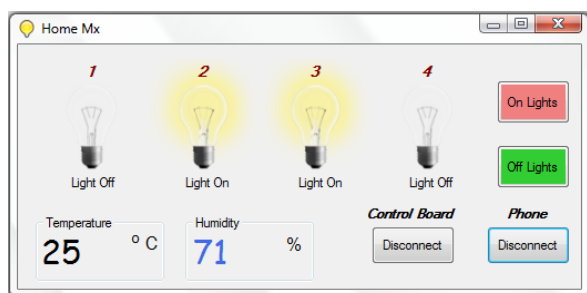 Home Mx
1 2 3 4
On Lights
Light Off Light On Light On Light Off
Off Lights
Control Board Phone
Temperature Humidity
25 º C 71 % Disconnect Disconnect